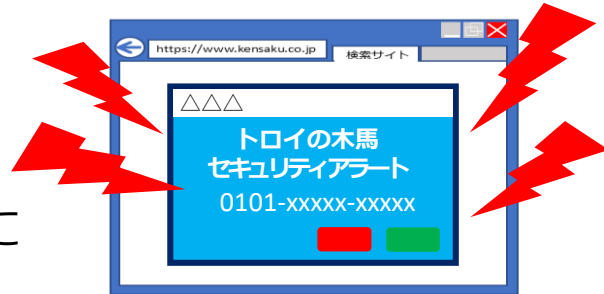 https://www.kensaku.co.jp
検索サイト
△△△
トロイの木馬
セキュリティアラート
0101-xxxxx-xxxxx
に